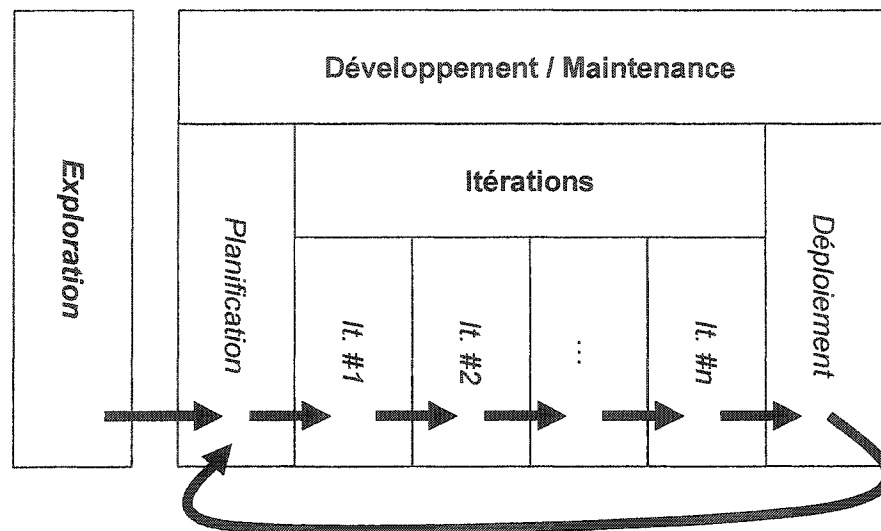 Développement / Maintenance
Exploration
Planification
Itérations
Déploiement
It. #1
It. #2
...
It. #n